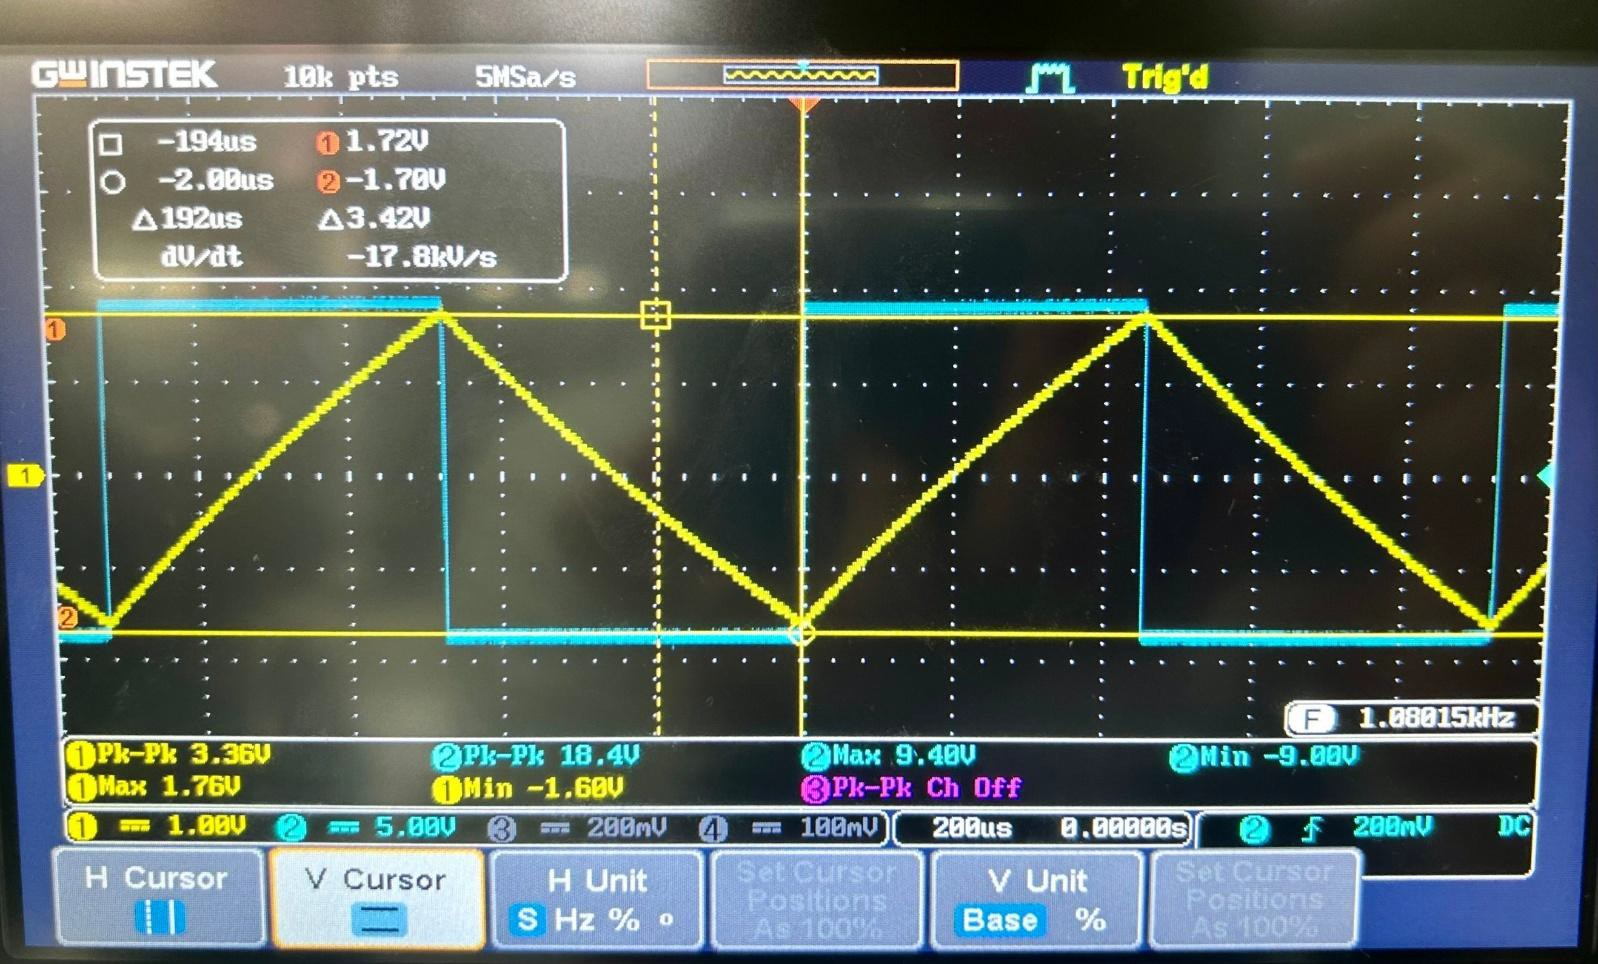 GWINSTEK 10k pts 5MSa/s Trig'd
-194us 1 1.72V
-2.00us 2 -1.70V
△192us △3.42V
dV/dt -17.8kV/s
1
1
2
F 1.08015kHz
1 Pk-Pk 3.36V 2 Pk-Pk 18.4V 2 Max 9.40V 2 Min -9.00V
1 Max 1.76V 1 Min -1.60V 3 Pk-Pk Ch Off
1 1.00V 2 5.00V 3 200mV 4 100mV 200us 0.00000s 2 200mV DC
H Cursor V Cursor H Unit Set Cursor Positions As 100% V Unit Set Cursor Positions As 100%
S Hz % ° Base %